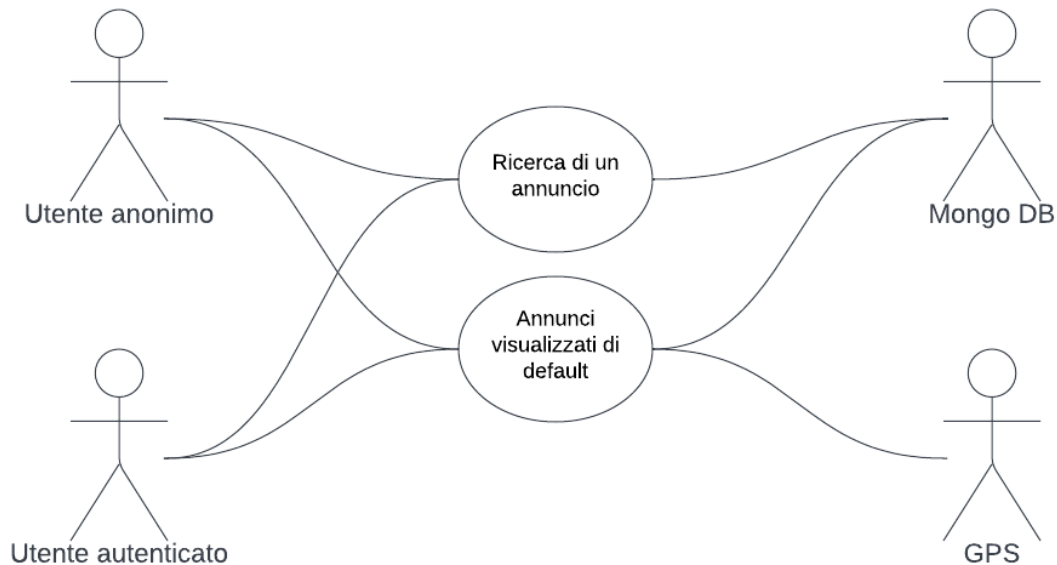 Ricerca di un
annuncio
Utente anonimo
Mongo DB
Annunci
visualizzati di
default
Utente autenticato
GPS